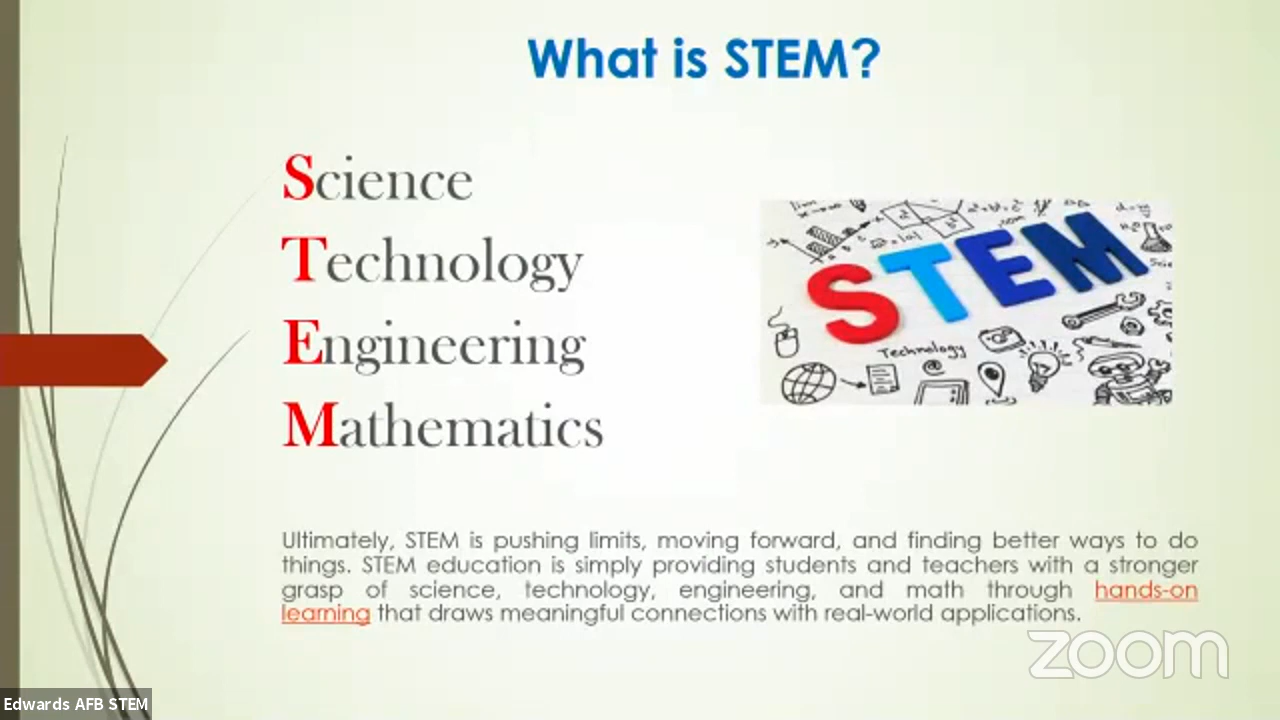 What is STEM?
Science
Technology
Engineering
Mathematics
STEM
Technology
@
Ultimately, STEM is pushing limits, moving forward, and finding better ways to do
things. STEM education is simply providing students and teachers with a stronger
grasp of science, technology, engineering, and math through hands-on
learning that draws meaningful connections with real-world applications.
zoom
Edwards AFB STEM